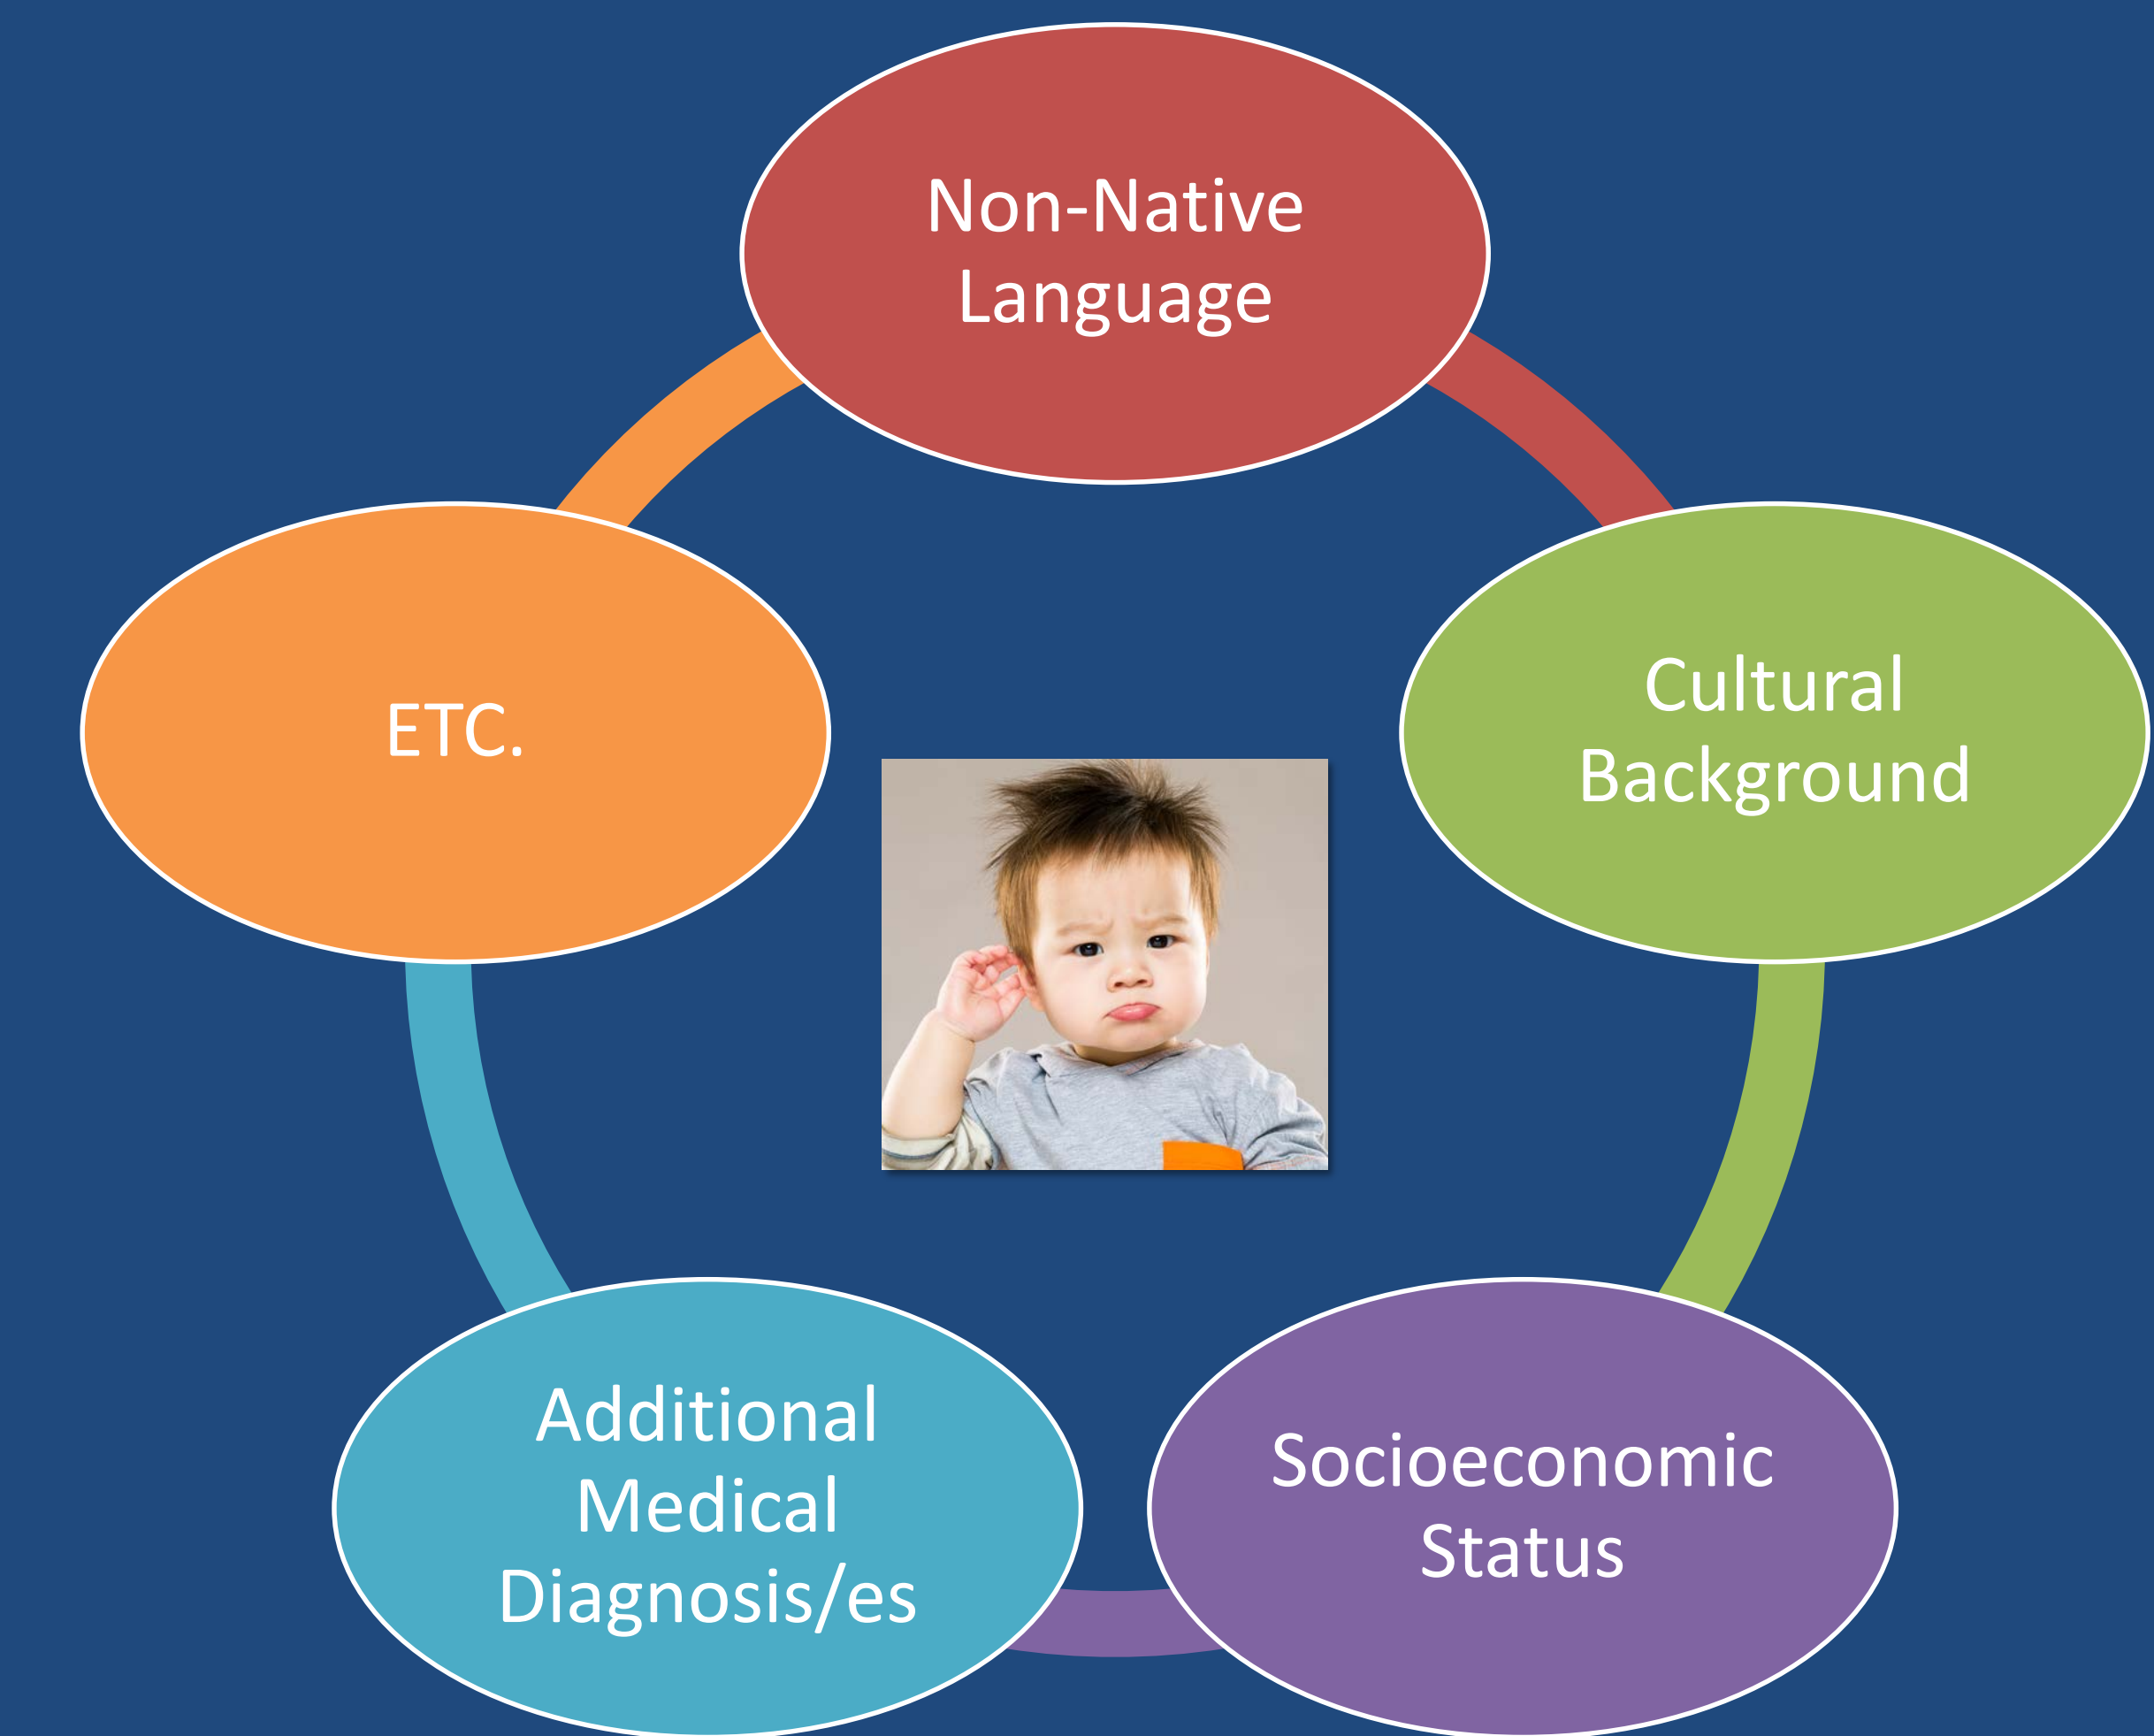 Non-Native
Language
Cultural
Background
Socioeconomic
Status
Additional
Medical
Diagnosis/es
ETC.